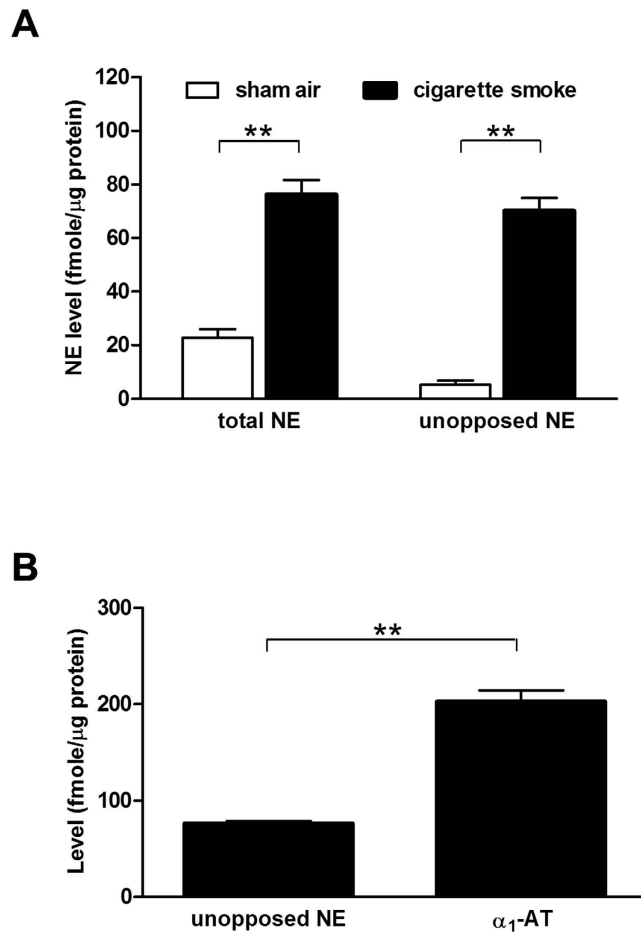 A
NE level (fmole/μg protein)
120
100
80
60
40
20
0
sham air
cigarette smoke
**
**
total NE
unopposed NE
B
Level (fmole/μg protein)
300
200
100
0
**
unopposed NE
α1-AT